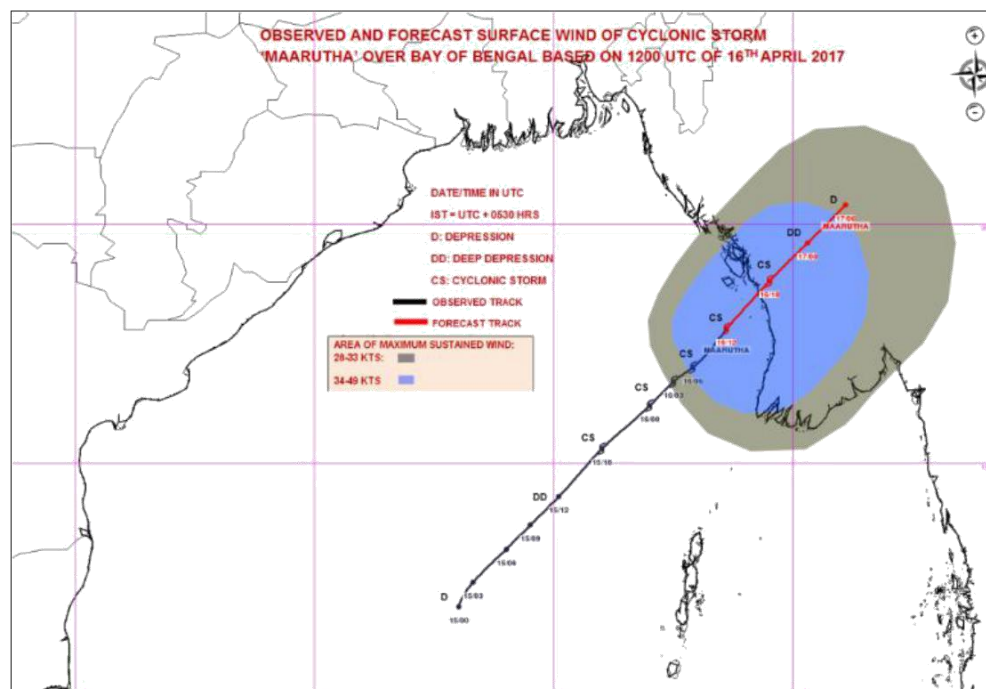 OBSERVED AND FORECAST SURFACE WIND OF CYCLONIC STORM
'MAARUTHA' OVER BAY OF BENGAL BASED ON 1200 UTC OF 16TH APRIL 2017
DATE/TIME IN UTC
IST = UTC + 0530 HRS
D: DEPRESSION
DD: DEEP DEPRESSION
CS: CYCLONIC STORM
OBSERVED TRACK
FORECAST TRACK
AREA OF MAXIMUM SUSTAINED WIND:
28-33 KTS:
34-49 KTS
D
17/06
MAARUTHA
DD
CS
16/18
CS
16/12
MAARUTHA
CS
16/06
16/03
CS
CS
15/18
DD
15/12
15/09
15/06
15/03
D
15/00